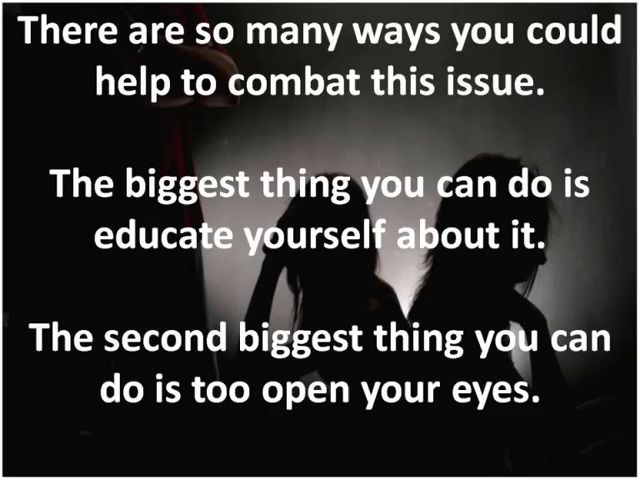 There are so many ways you could
help to combat this issue.
The biggest thing you can do is
educate yourself about it.
The second biggest thing you can
do is too open your eyes.